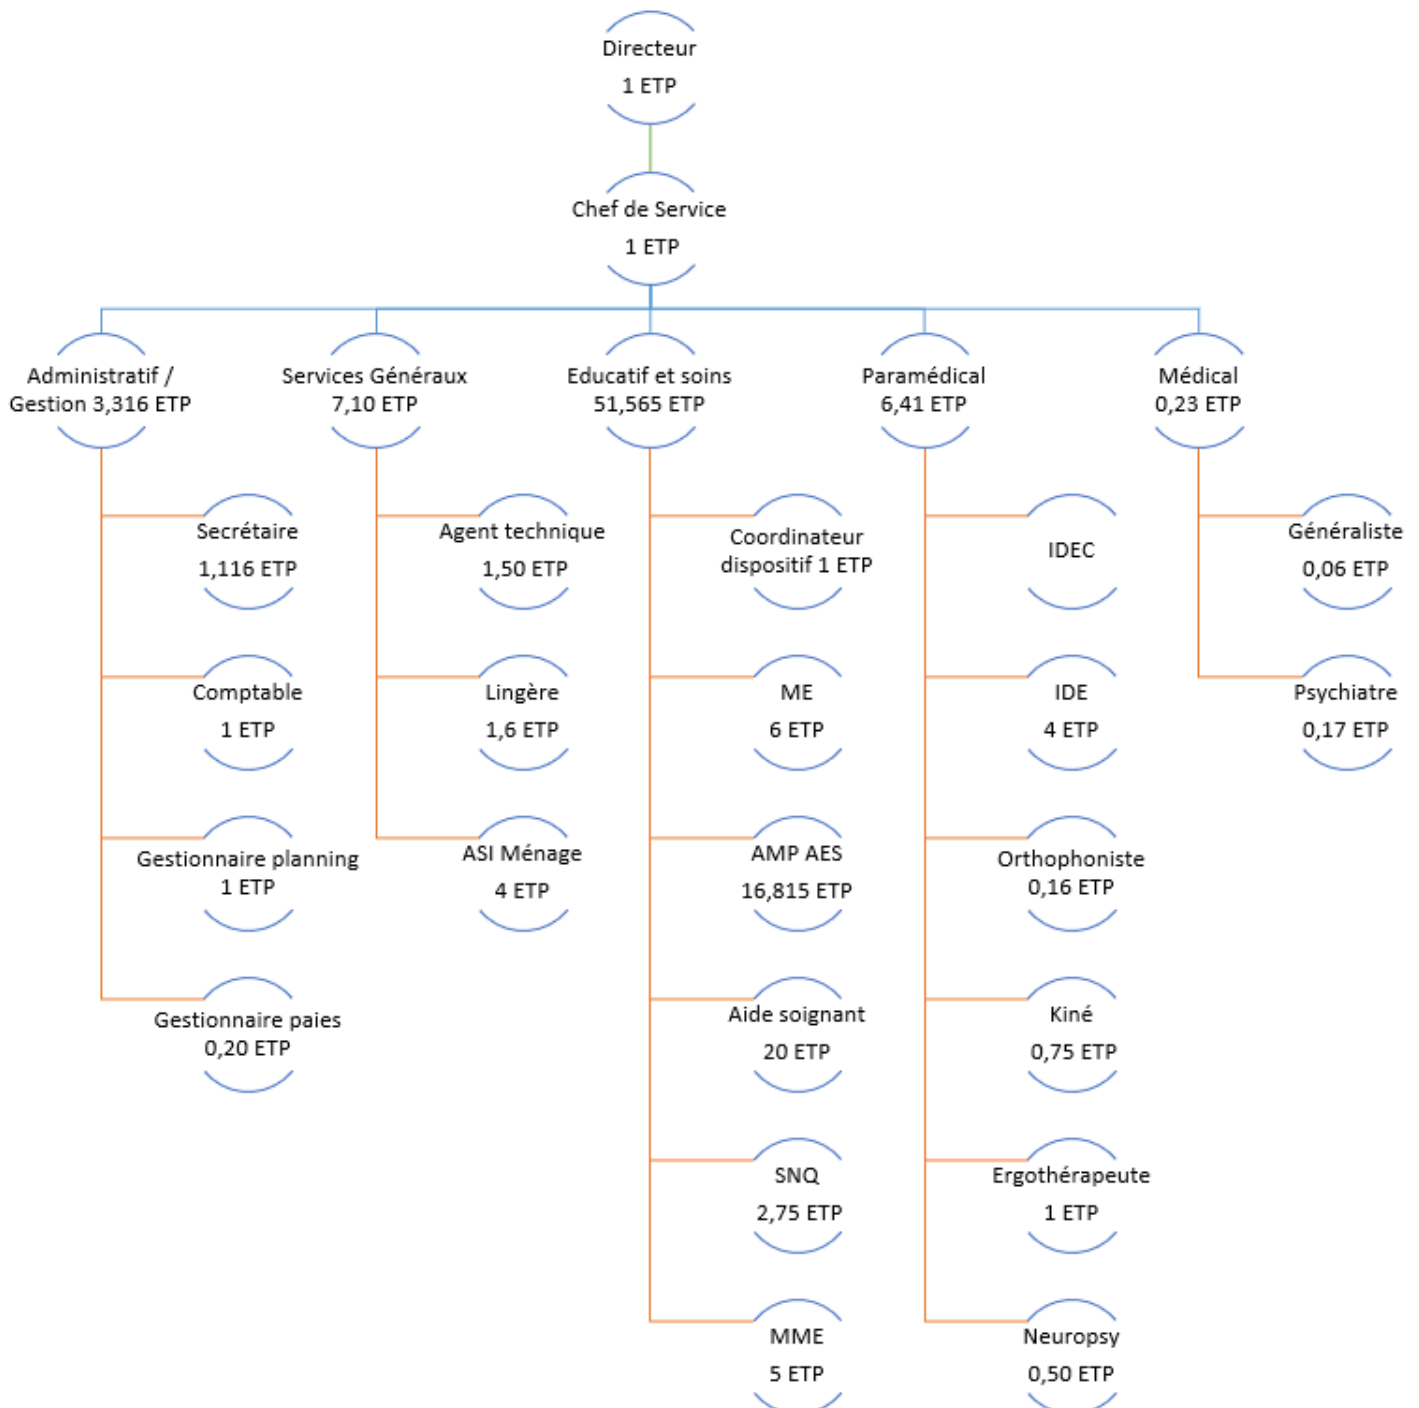 Directeur
1 ETP
Chef de Service
1 ETP
Administratif /
Gestion 3,316 ETP
Secrétaire
1,116 ETP
Comptable
1 ETP
Gestionnaire planning
1 ETP
Gestionnaire paies
0,20 ETP
Services Généraux
7,10 ETP
Agent technique
1,50 ETP
Lingère
1,6 ETP
ASI Ménage
4 ETP
Educatif et soins
51,565 ETP
Coordinateur
dispositif 1 ETP
ME
6 ETP
AMP AES
16,815 ETP
Aide soignant
20 ETP
SNQ
2,75 ETP
MME
5 ETP
Paramédical
6,41 ETP
IDEC
IDE
4 ETP
Orthophoniste
0,16 ETP
Kiné
0,75 ETP
Ergothérapeute
1 ETP
Neuropsy
0,50 ETP
Médical
0,23 ETP
Généraliste
0,06 ETP
Psychiatre
0,17 ETP